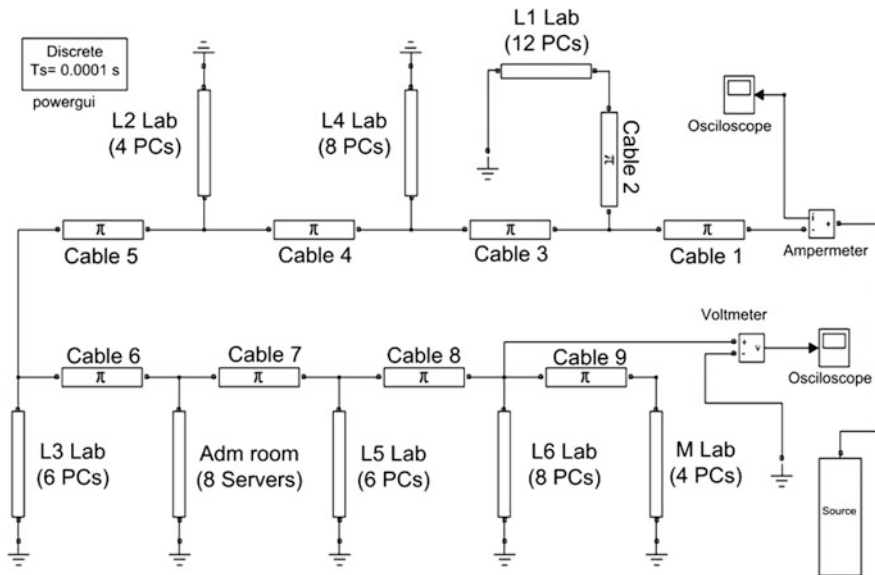 Discrete
Ts= 0.0001 s
powergui
L2 Lab
(4 PCs)
L4 Lab
(8 PCs)
L1 Lab
(12 PCs)
π
Cable 2
Osciloscope
π
Cable 5
π
Cable 4
π
Cable 3
π
Cable 1
i
+
-
Ampermeter
Cable 6
π
Cable 7
π
Cable 8
π
Cable 9
π
Voltmeter
+
-
v
Osciloscope
L3 Lab
(6 PCs)
Adm room
(8 Servers)
L5 Lab
(6 PCs)
L6 Lab
(8 PCs)
M Lab
(4 PCs)
Source